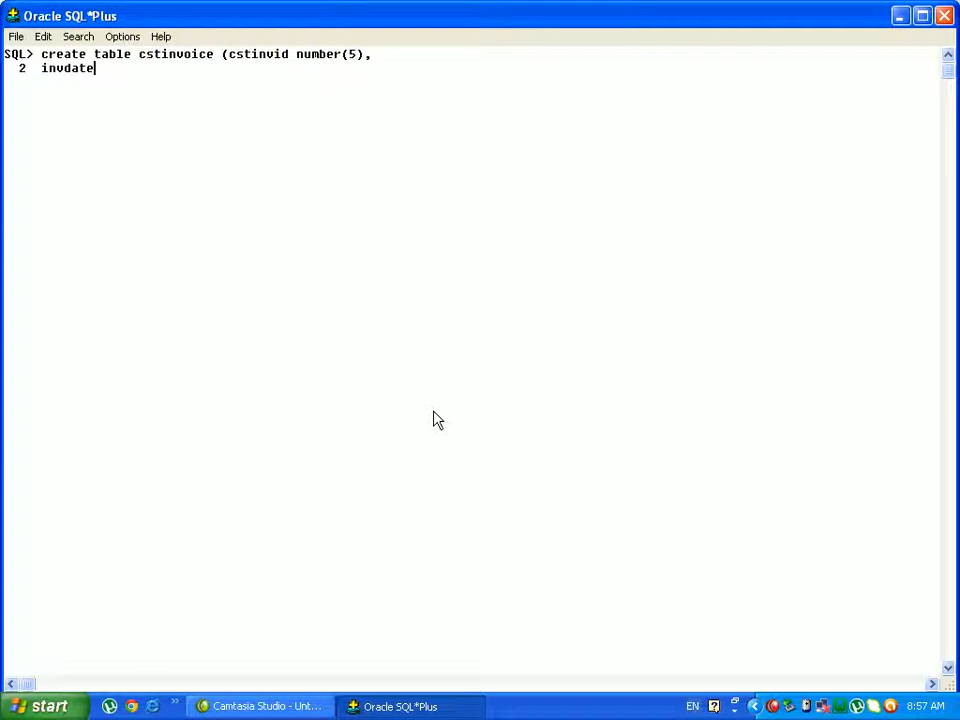 Oracle SQL*Plus
File Edit Search Options Help
SQL> create table cstinvoice (cstinvid number(5),
2 invdate
start
Camtasia Studio - Unt...
Oracle SQL*Plus
EN
8:57 AM